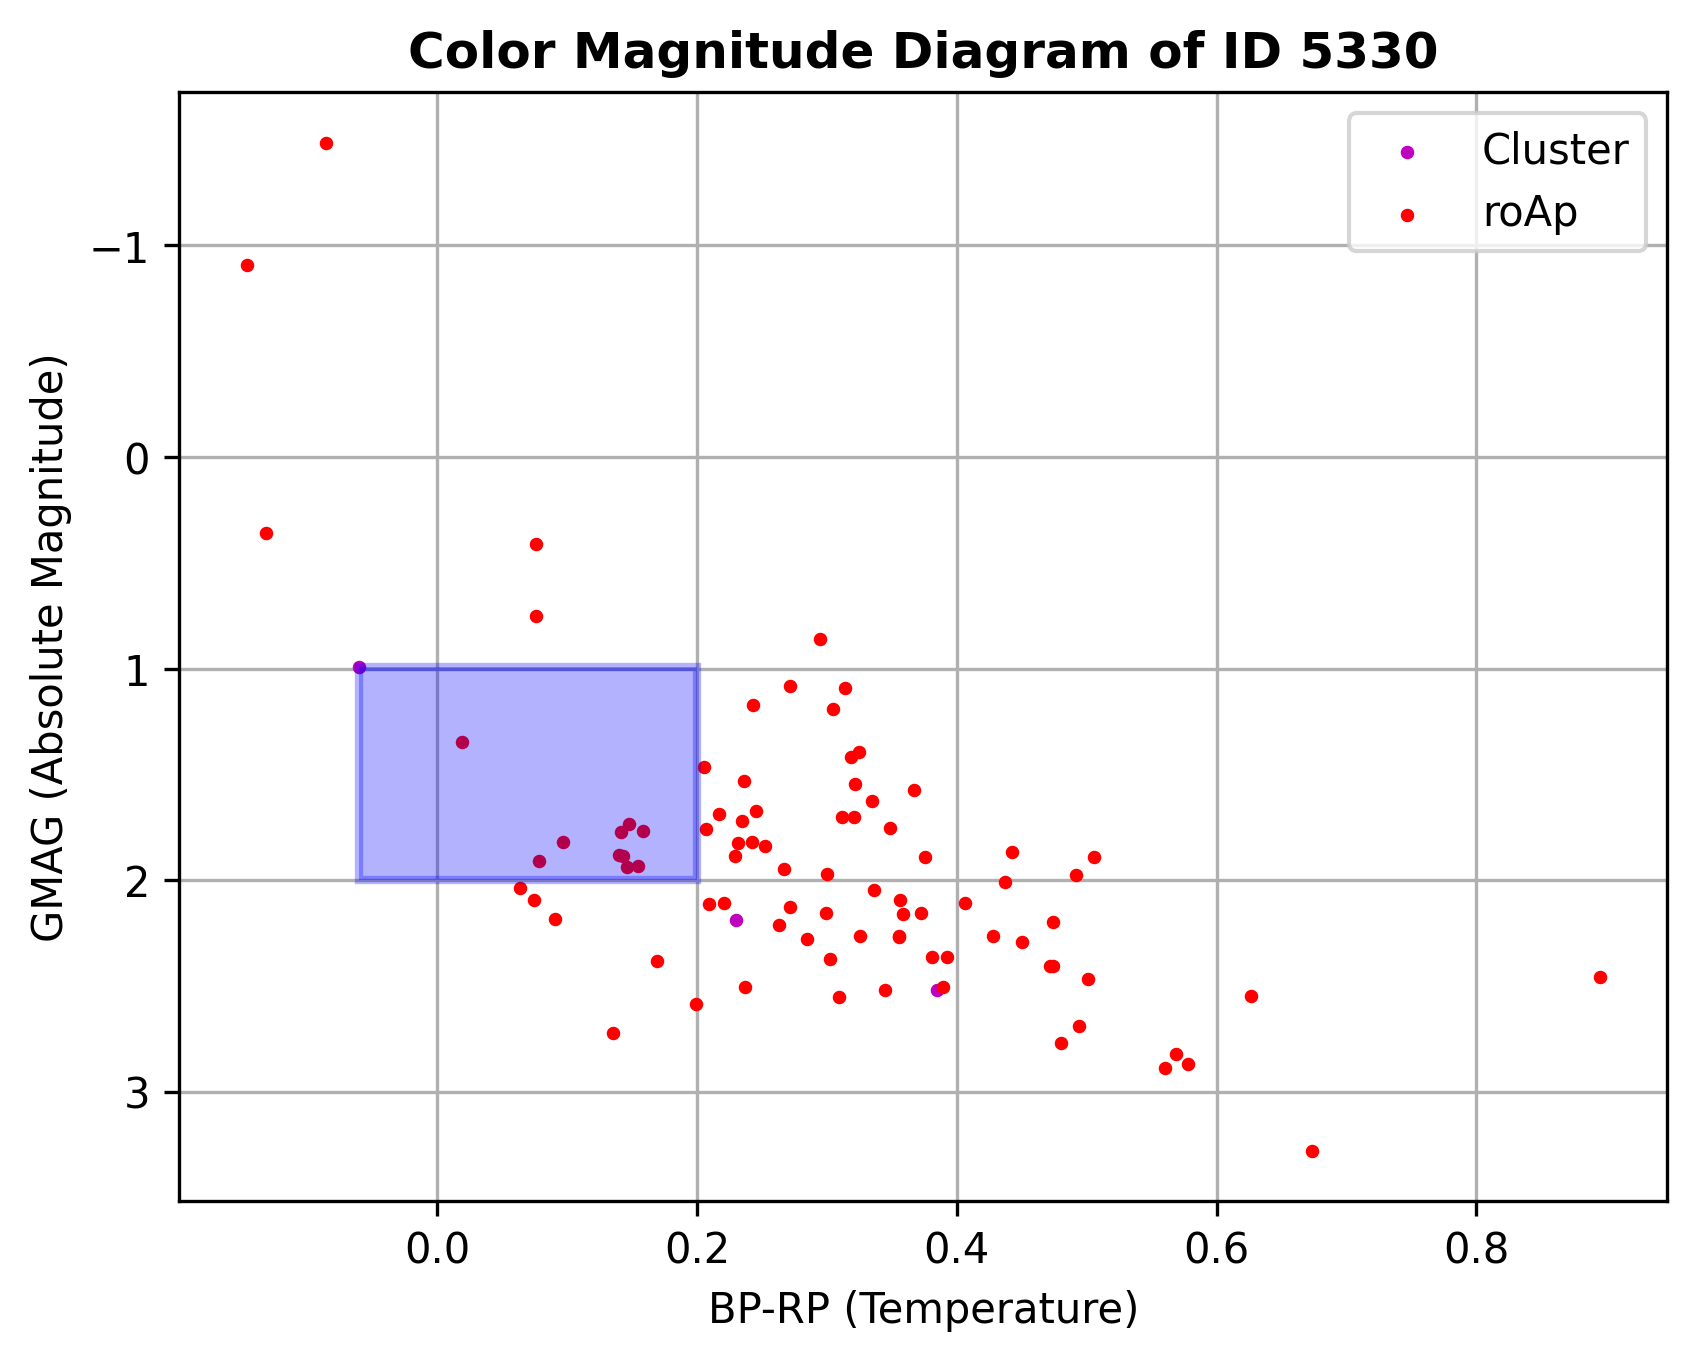 Color Magnitude Diagram of ID 5330
Cluster
roAp
−1
0
1
2
3
GMAG (Absolute Magnitude)
0.0 0.2 0.4 0.6 0.8
BP-RP (Temperature)